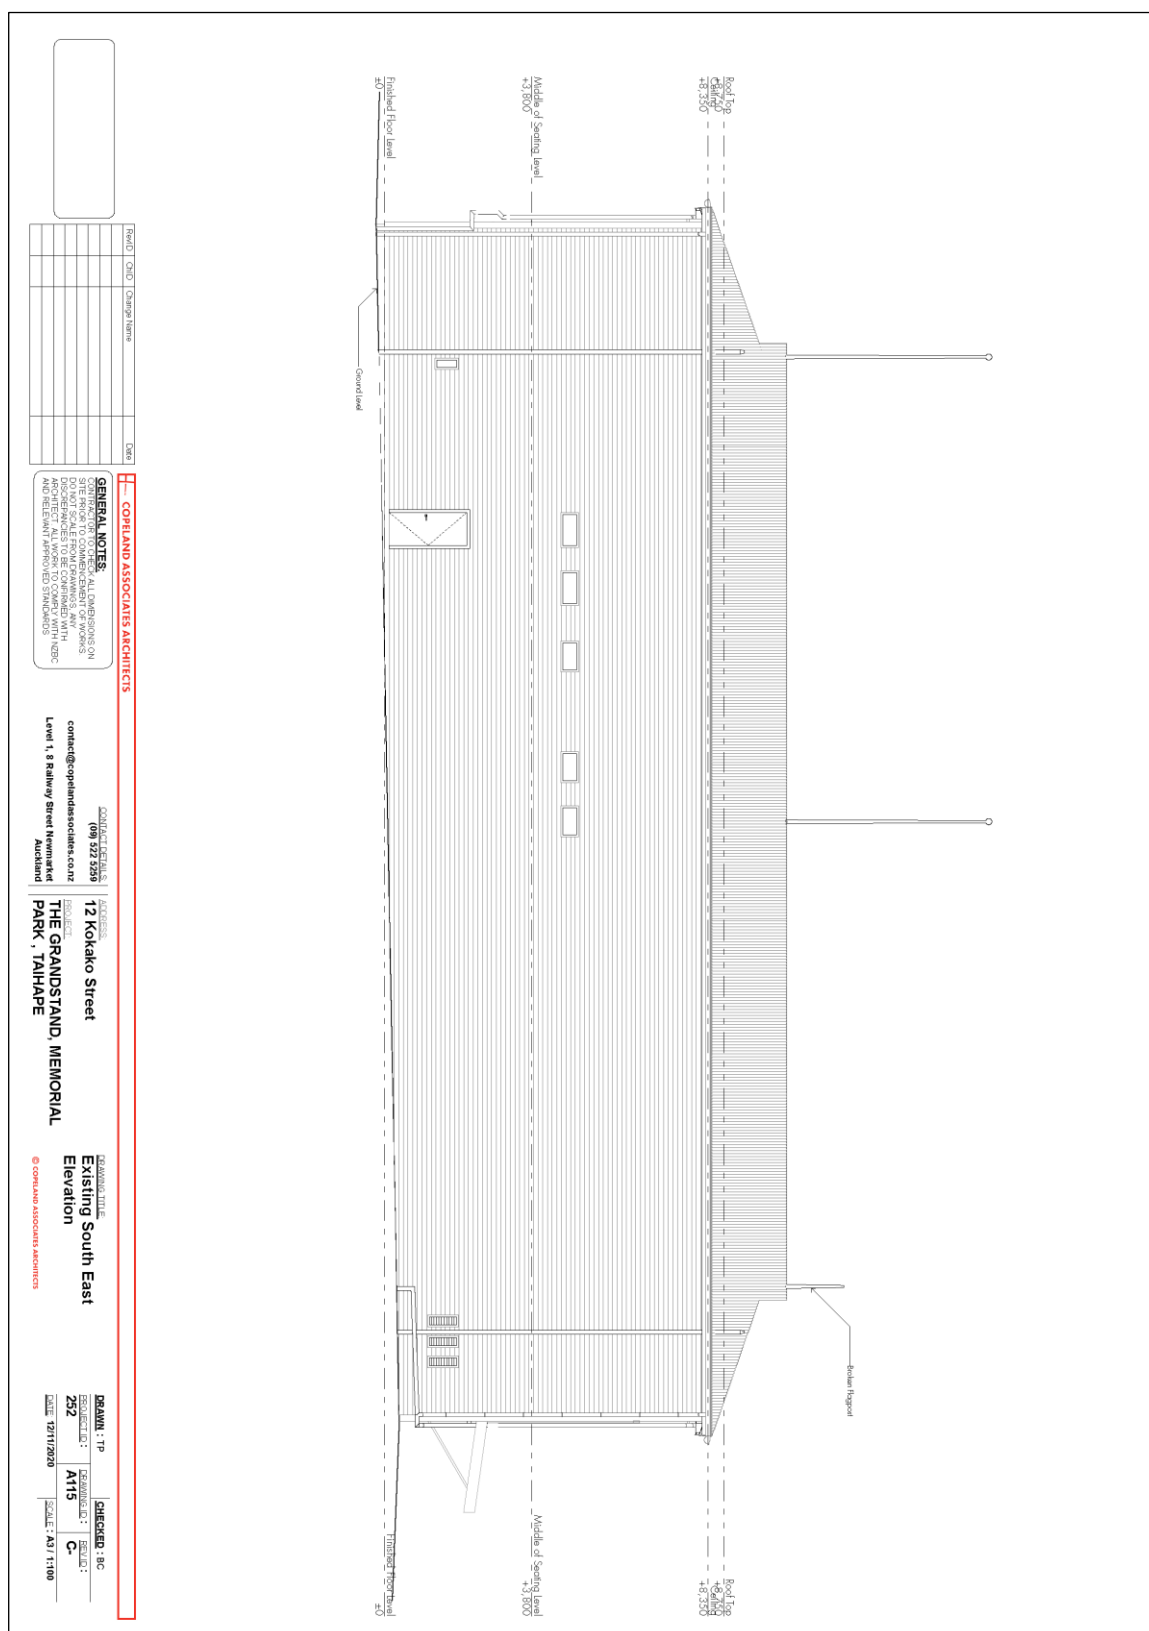 Roof Top
Ceiling
+8,350
Middle of Seating Level
+3,800
Finished Floor Level
±0
Roof Top
Ceiling
+8,350
Middle of Seating Level
+3,800
Finished Floor Level
±0
Broken Flagpost
Ground Level
RevID ChID Change Name Date
COPELAND ASSOCIATES ARCHITECTS
GENERAL NOTES:
CONTRACTOR TO CHECK ALL DIMENSIONS ON
SITE PRIOR TO COMMENCEMENT OF WORKS
DO NOT SCALE FROM DRAWINGS. ANY
DISCREPANCIES TO BE CONFIRMED WITH
ARCHITECT. ALL WORK TO COMPLY WITH NZBC
AND RELEVANT APPROVED STANDARDS
CONTACT DETAILS:
(09) 522 5259
contact@copelandassociates.co.nz
Level 1, 8 Railway Street Newmarket
Auckland
ADDRESS:
12 Kokako Street
PROJECT:
THE GRANDSTAND, MEMORIAL
PARK , TAIHAPE
DRAWING TITLE:
Existing South East
Elevation
© COPELAND ASSOCIATES ARCHITECTS
DRAWN : TP
CHECKED : BC
PROJECT ID :
252
DRAWING ID :
A115
REV ID :
C-
DATE 12/11/2020
SCALE : A3 / 1:100